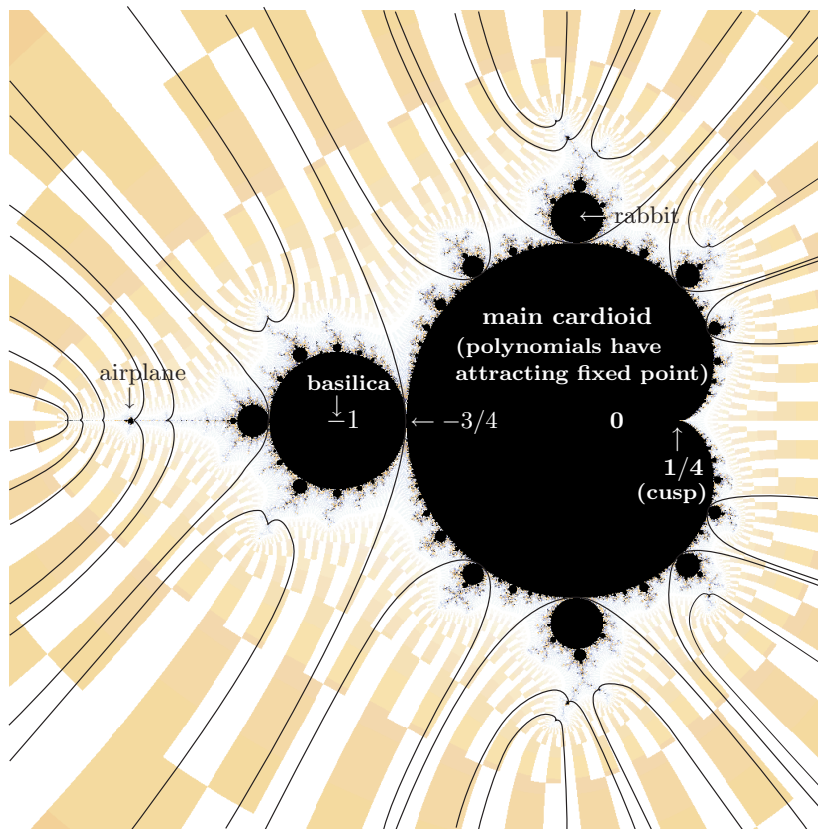 ← rabbit
main cardioid
(polynomials have
attracting fixed point)
airplane
↓
basilica
↓
−1
← −3/4
0
↑
1/4
(cusp)